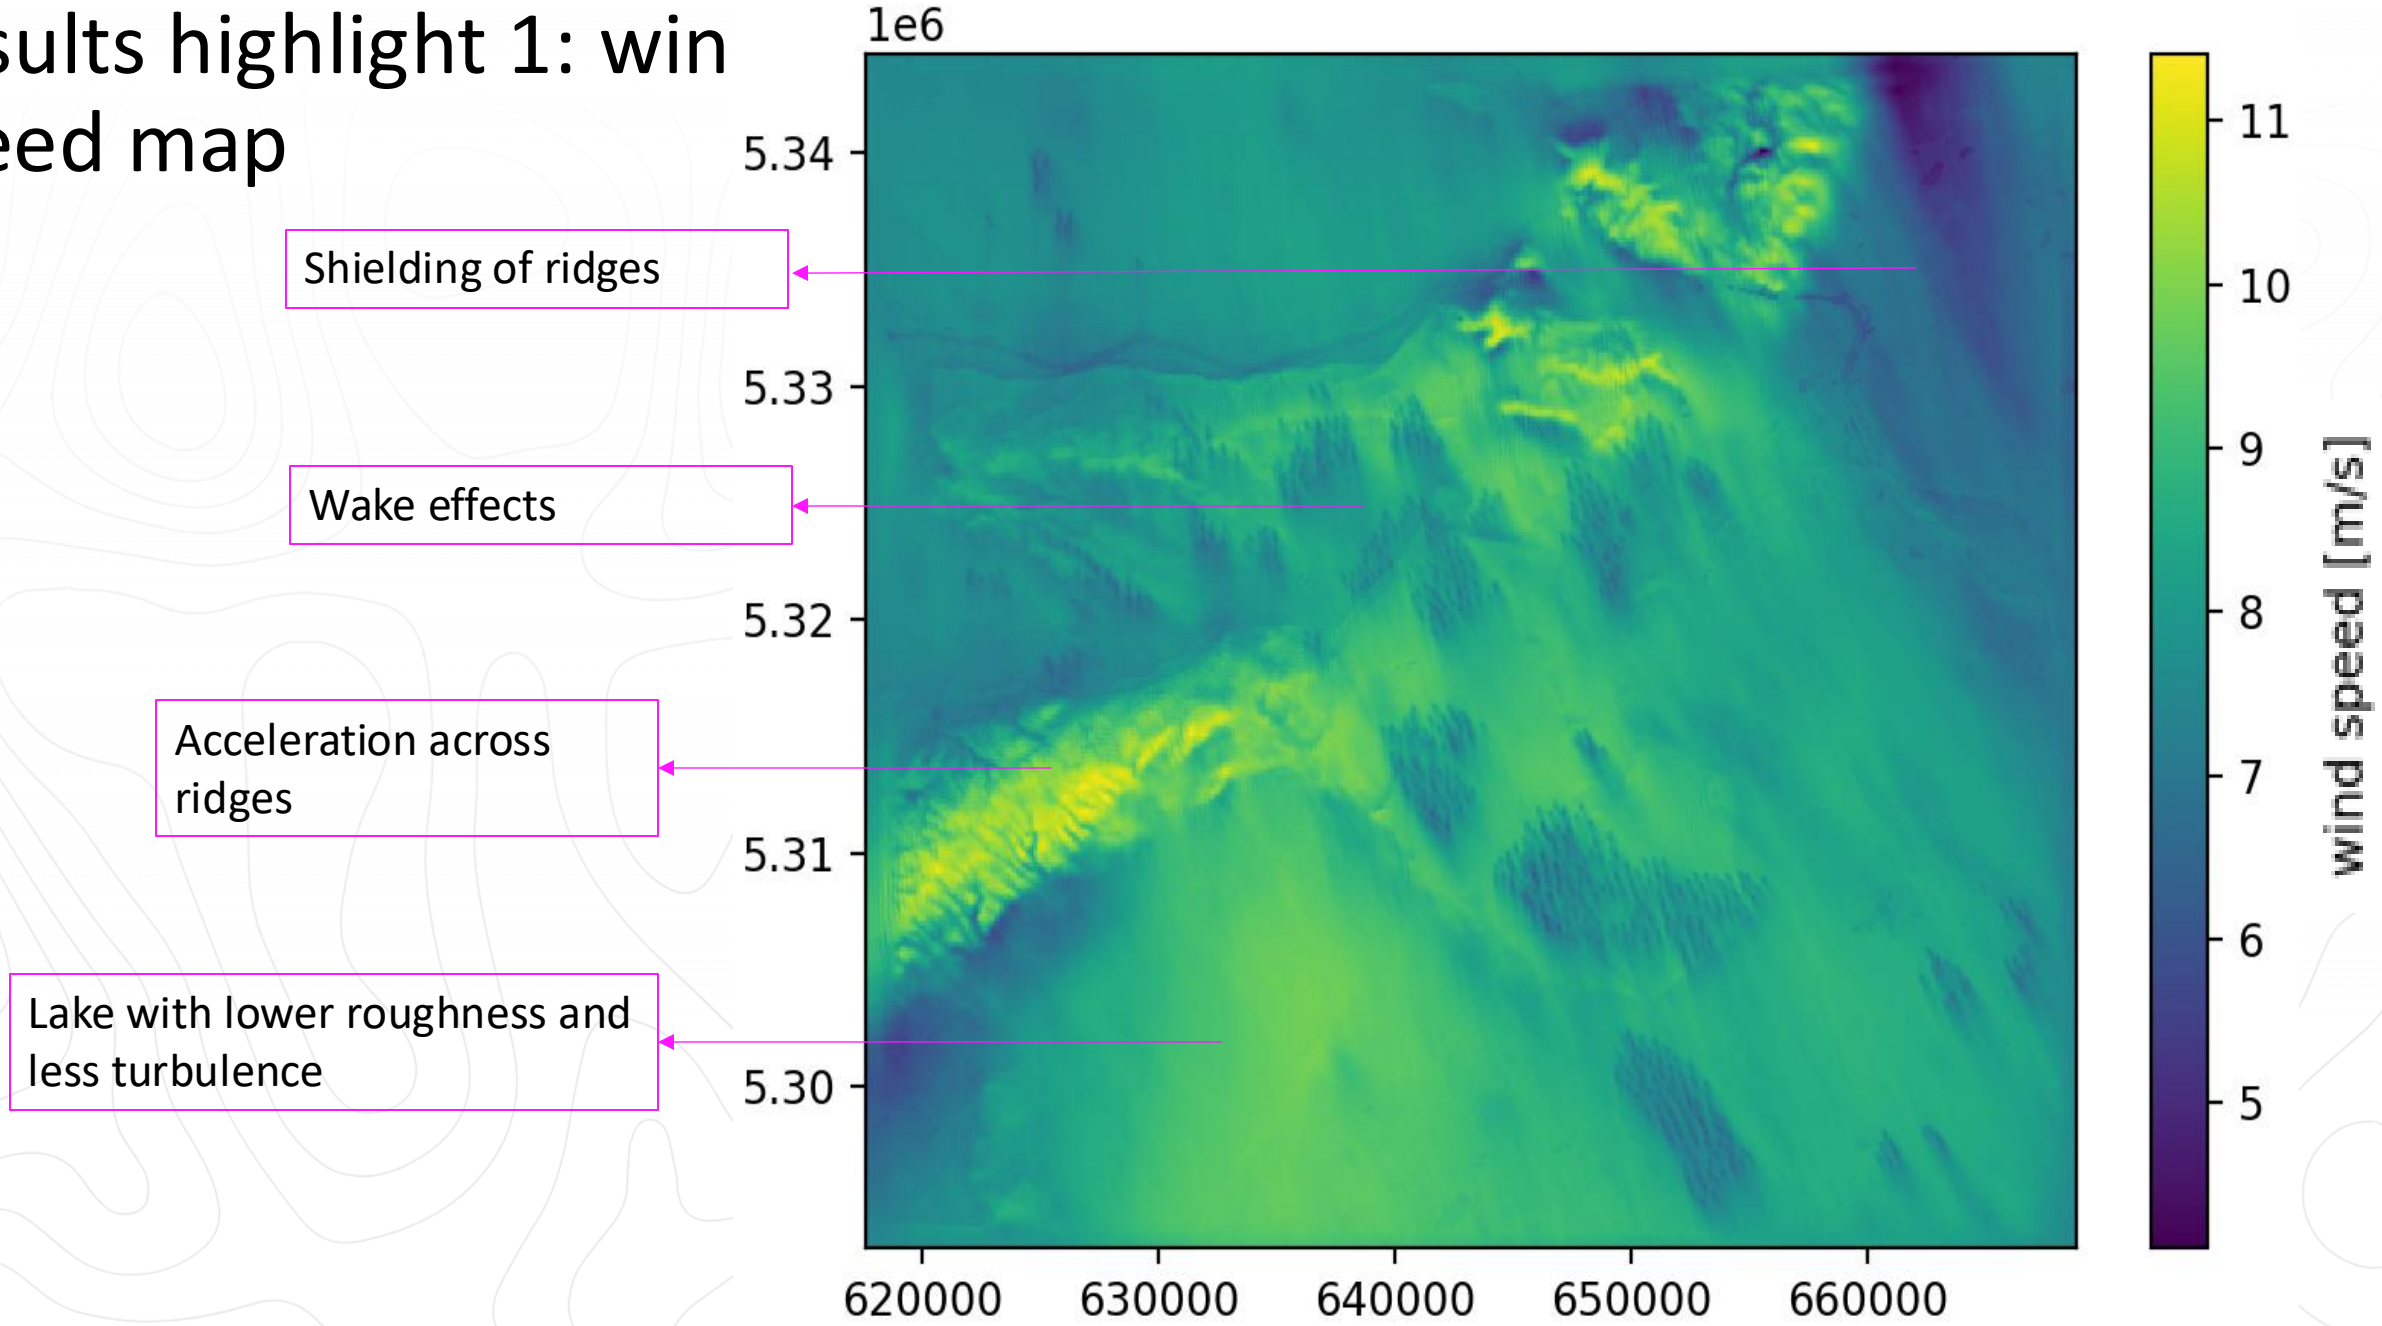 sults highlight 1: win
eed map
Shielding of ridges
Wake effects
Acceleration across
ridges
Lake with lower roughness and
less turbulence
1e6
5.34
5.33
5.32
5.31
5.30
620000 630000 640000 650000 660000
11
10
9
8
7
6
5
wind speed [m/s]